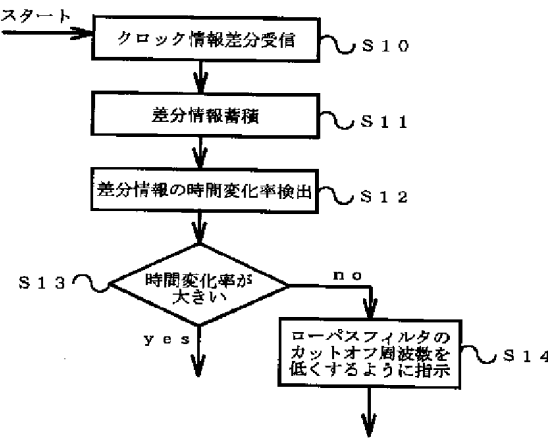 スタート
クロック情報差分受信
S10
差分情報蓄積
S11
差分情報の時間変化率検出
S12
S13
時間変化率が
大きい
no
yes
ローパスフィルタの
カットオフ周波数を
低くするように指示
S14